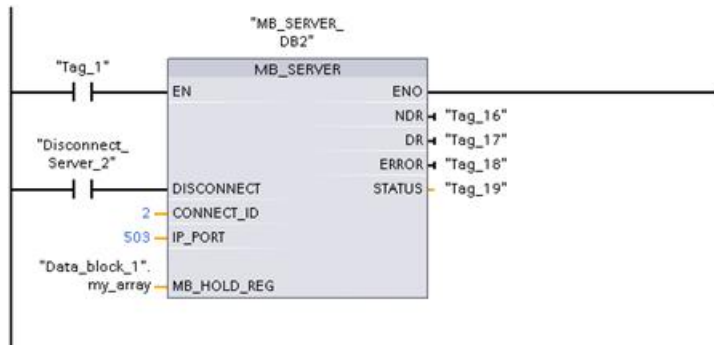 "MB_SERVER_
DB2"
"Tag_1"
MB_SERVER
EN
ENO
NDR
"Tag_16"
DR
"Tag_17"
"Disconnect_
Server_2"
ERROR
"Tag_18"
DISCONNECT
STATUS
"Tag_19"
2
CONNECT_ID
503
IP_PORT
"Data_block_1".
my_array
MB_HOLD_REG